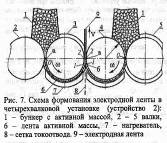 Рис. 7. Схема формования электродной ленты в
четырехвалковой установке (устройство 2):
1 – бункер с активной массой, 2 – 5 валки,
6 – лента активной массы, 7 – нагреватель,
8 – сетка токоотвода. 9 – электродная лента